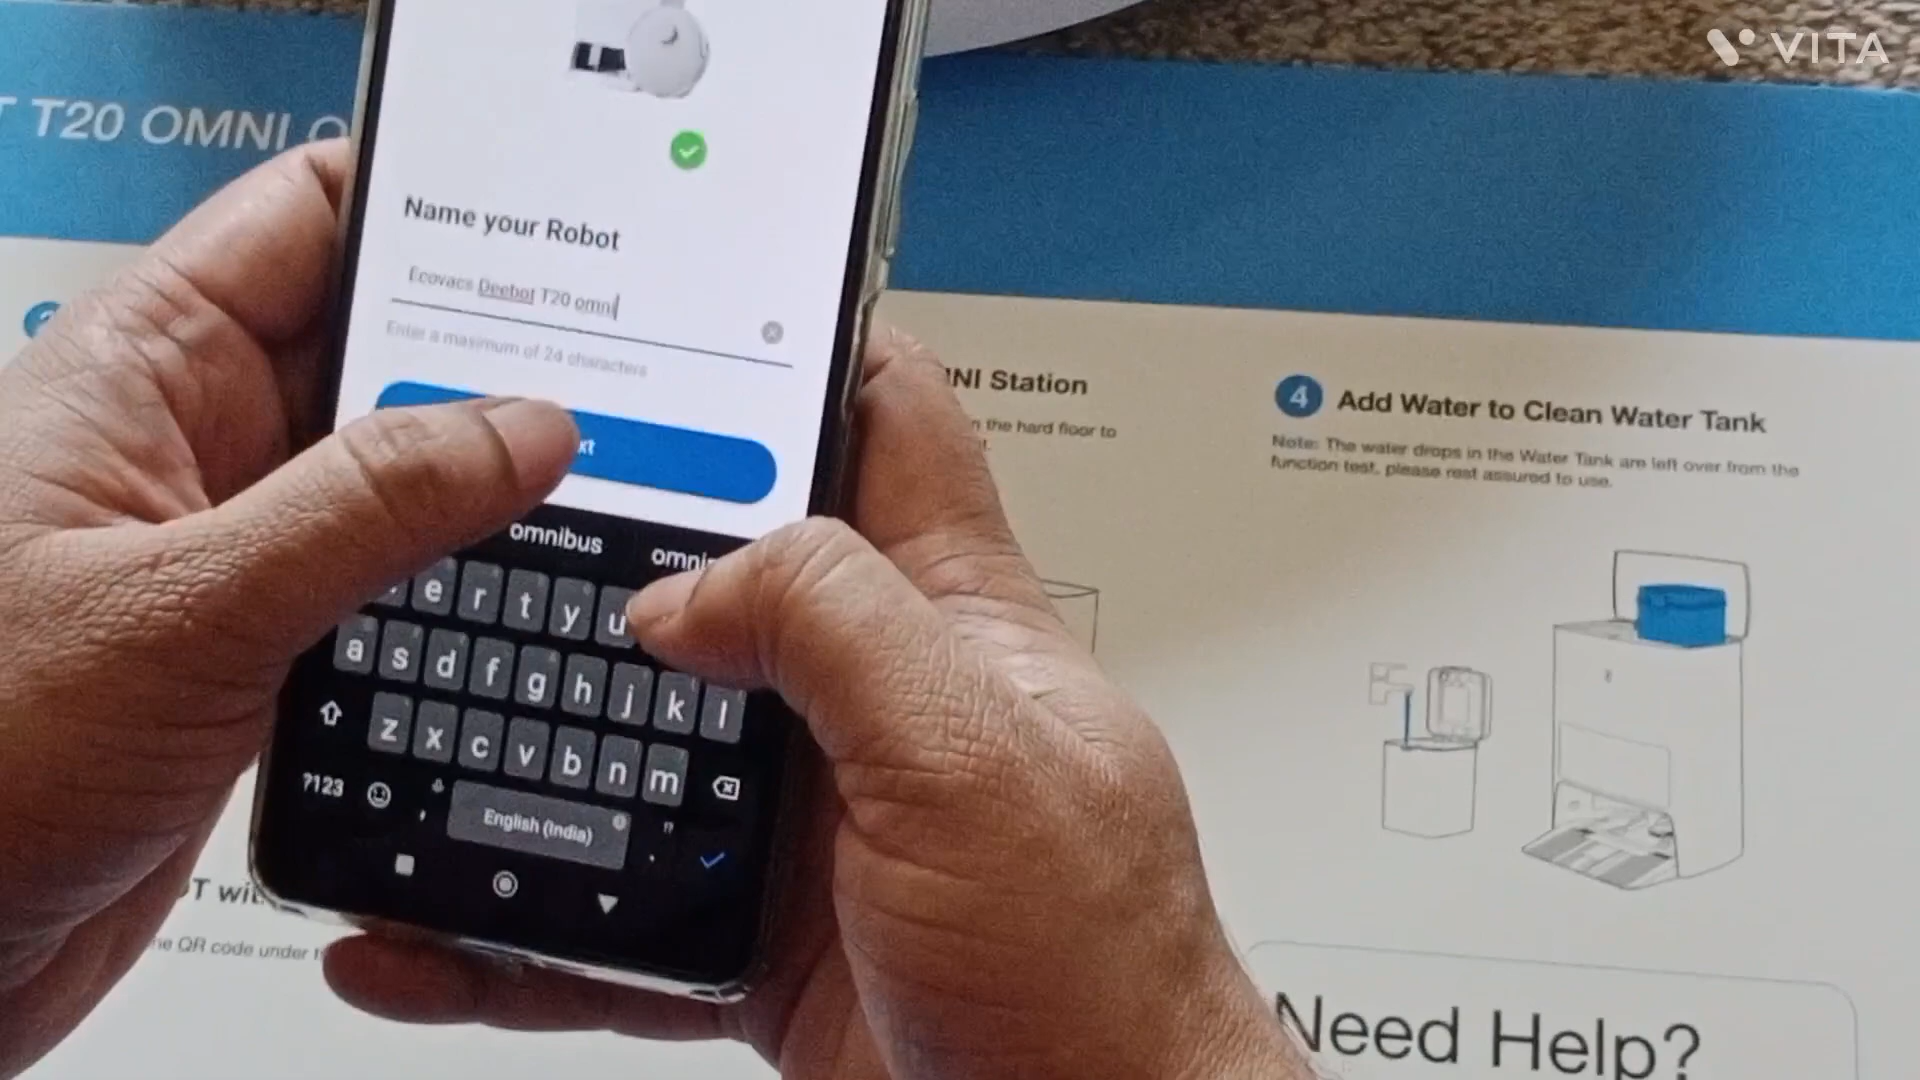 VITA
T20 OMNI
Name your Robot
Ecovacs Deebot T20 omni
Enter a maximum of 24 characters
omnibus
e r t y u
a s d f g h j k l
z x c v b n m
?123
English (India)
Station
the hard floor to
4 Add Water to Clean Water Tank
Note: The water drops in the Water Tank are left over from the
function test, please rest assured to use.
QR code under
Need Help?